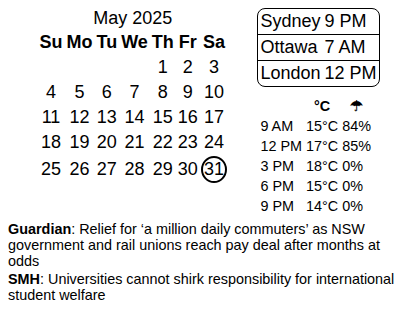 May 2025
Su Mo Tu We Th Fr Sa
1 2 3
4 5 6 7 8 9 10
11 12 13 14 15 16 17
18 19 20 21 22 23 24
25 26 27 28 29 30 31
Sydney 9 PM
Ottawa 7 AM
London 12 PM
°C ☂
9 AM 15°C 84%
12 PM 17°C 85%
3 PM 18°C 0%
6 PM 15°C 0%
9 PM 14°C 0%
Guardian: Relief for ‘a million daily commuters’ as NSW
government and rail unions reach pay deal after months at
odds
SMH: Universities cannot shirk responsibility for international
student welfare